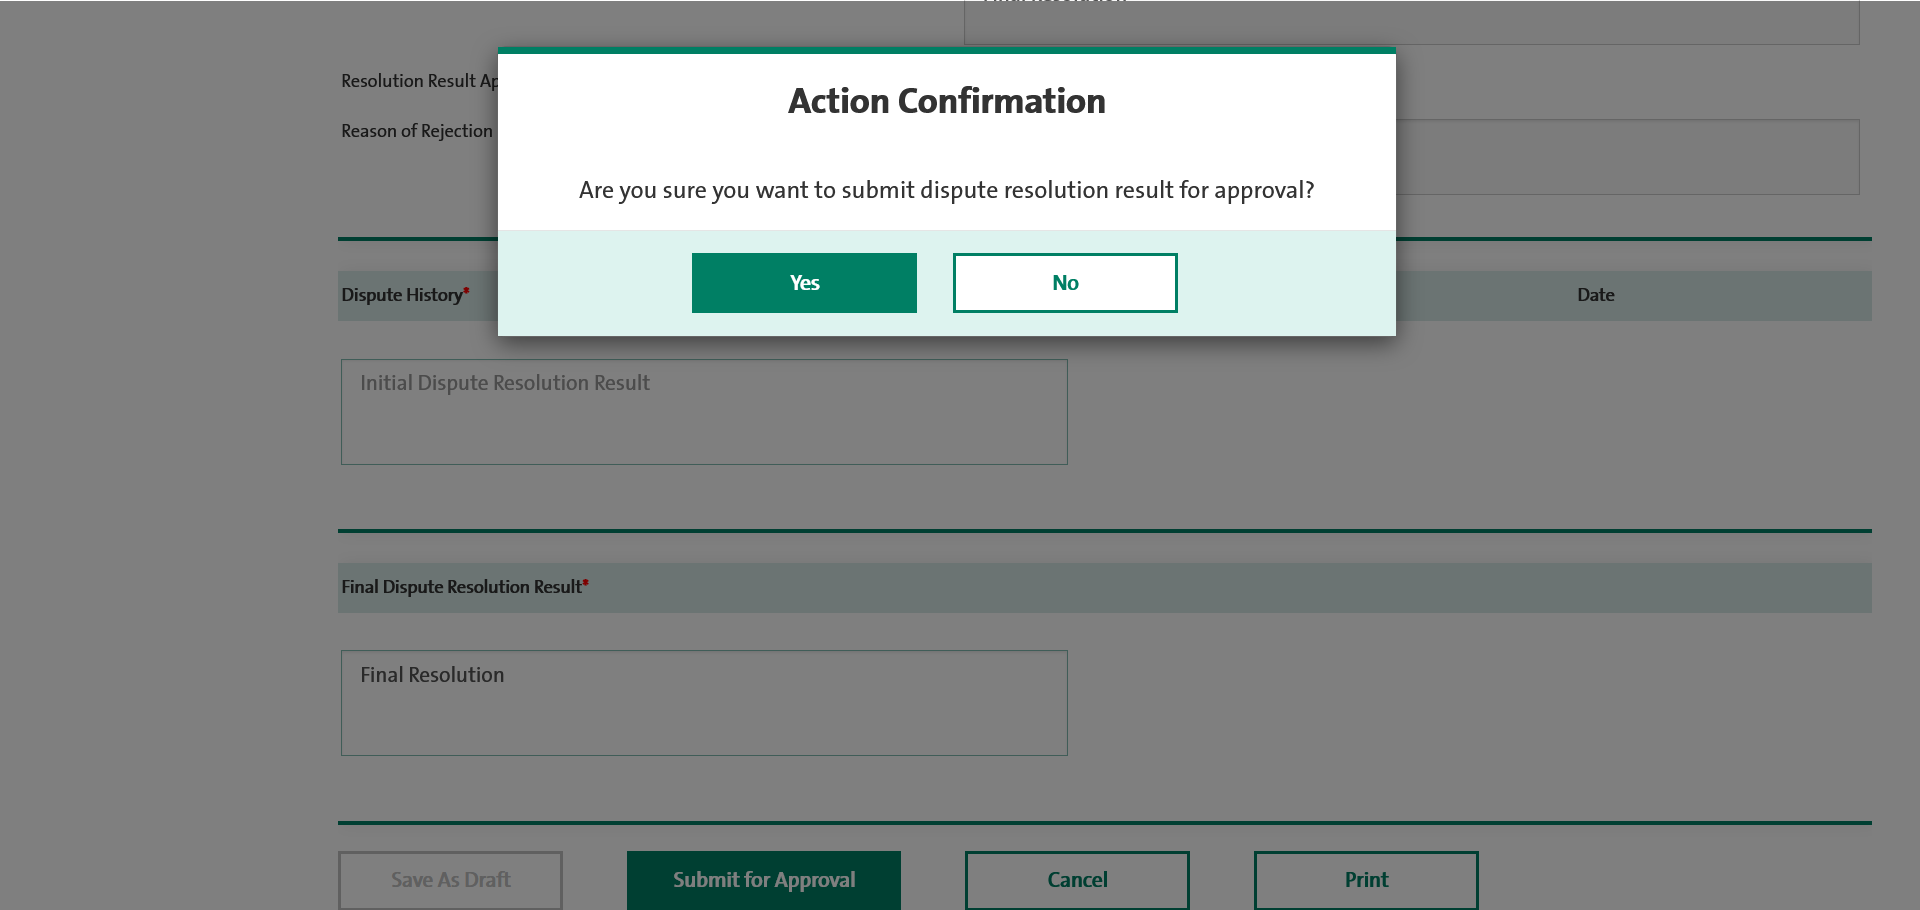 Resolution Result
Action Confirmation
Reason of Rejection
Are you sure you want to submit dispute resolution result for approval?
Yes
No
Dispute History*
Date
Initial Dispute Resolution Result
Final Dispute Resolution Result*
Final Resolution
Save As Draft
Submit for Approval
Cancel
Print